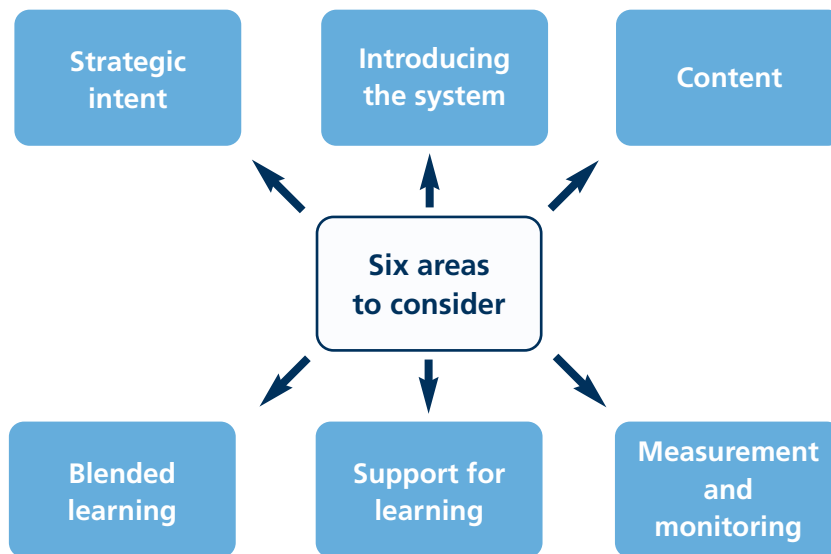 Strategic
intent
Introducing
the system
Content
Six areas
to consider
Blended
learning
Support for
learning
Measurement
and
monitoring